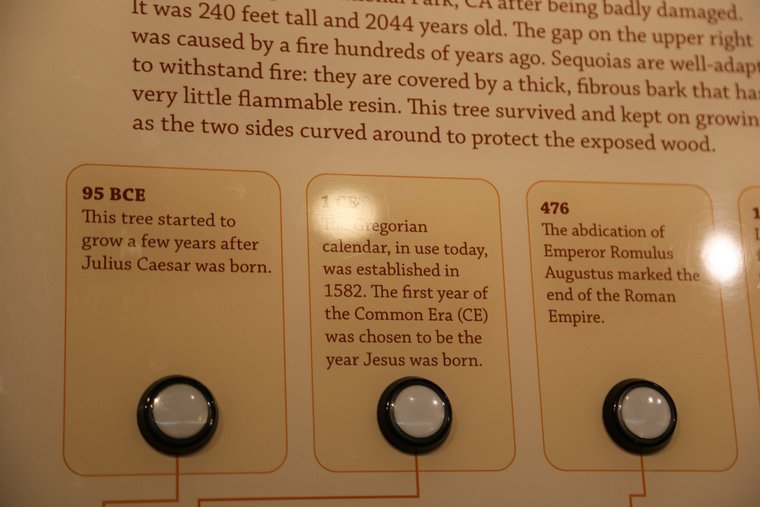 Park, CA after being badly damaged.
It was 240 feet tall and 2044 years old. The gap on the upper right
was caused by a fire hundreds of years ago. Sequoias are well-adapt
to withstand fire: they are covered by a thick, fibrous bark that ha
very little flammable resin. This tree survived and kept on growin
as the two sides curved around to protect the exposed wood.
95 BCE
This tree started to
grow a few years after
Julius Caesar was born.
1 CE
The Gregorian
calendar, in use today,
was established in
1582. The first year of
the Common Era (CE)
was chosen to be the
year Jesus was born.
476
The abdication of
Emperor Romulus
Augustus marked the
end of the Roman
Empire.
1